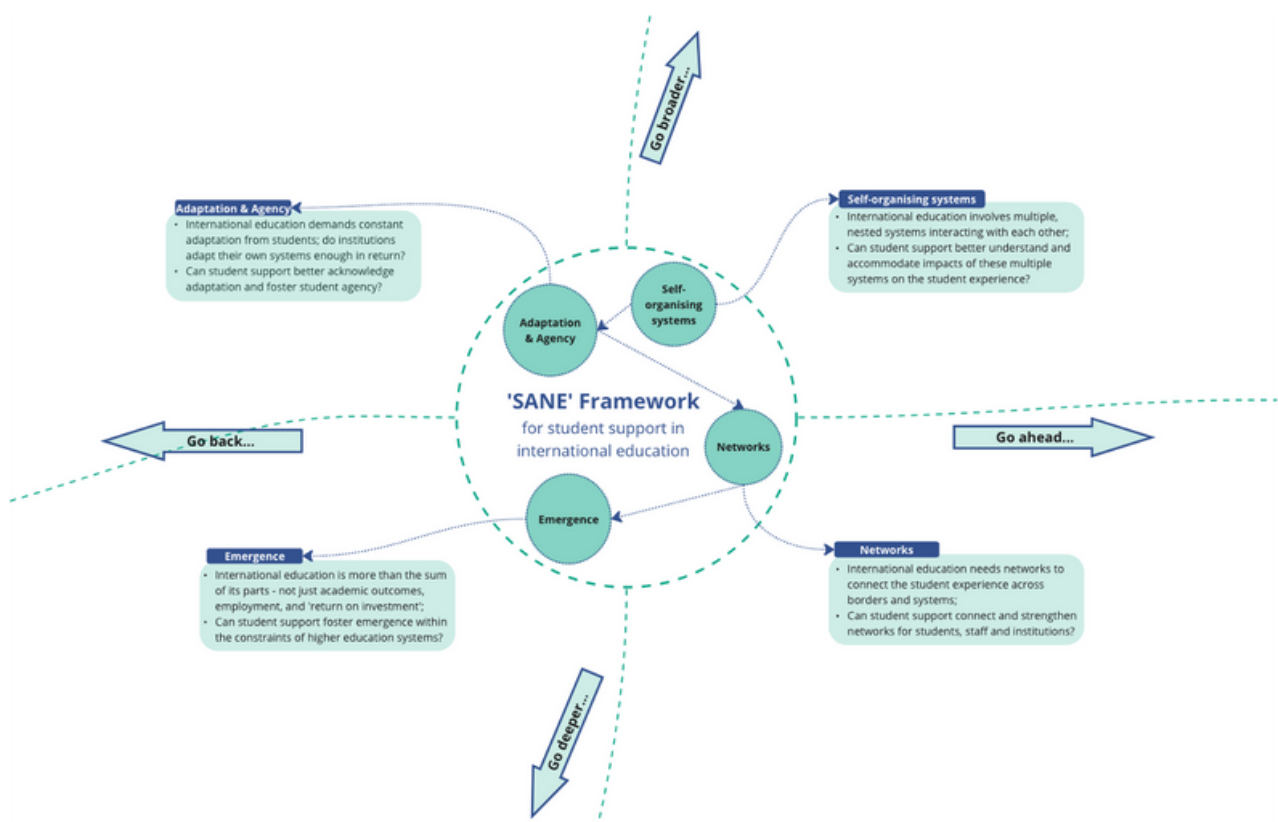 Go broader...
Adaptation & Agency
• International education demands constant
adaptation from students; do institutions
adapt their own systems enough in return?
• Can student support better acknowledge
adaptation and foster student agency?
Self-organising systems
• International education involves multiple,
nested systems interacting with each other;
• Can student support better understand and
accommodate impacts of these multiple
systems on the student experience?
Self-
organising
systems
Adaptation
& Agency
'SANE' Framework
for student support in
international education
Networks
Emergence
Go back...
Go ahead...
Emergence
• International education is more than the sum
of its parts - not just academic outcomes,
employment, and 'return on investment';
• Can student support foster emergence within
the constraints of higher education systems?
Networks
• International education needs networks to
connect the student experience across
borders and systems;
• Can student support connect and strengthen
networks for students, staff and institutions?
Go deeper...